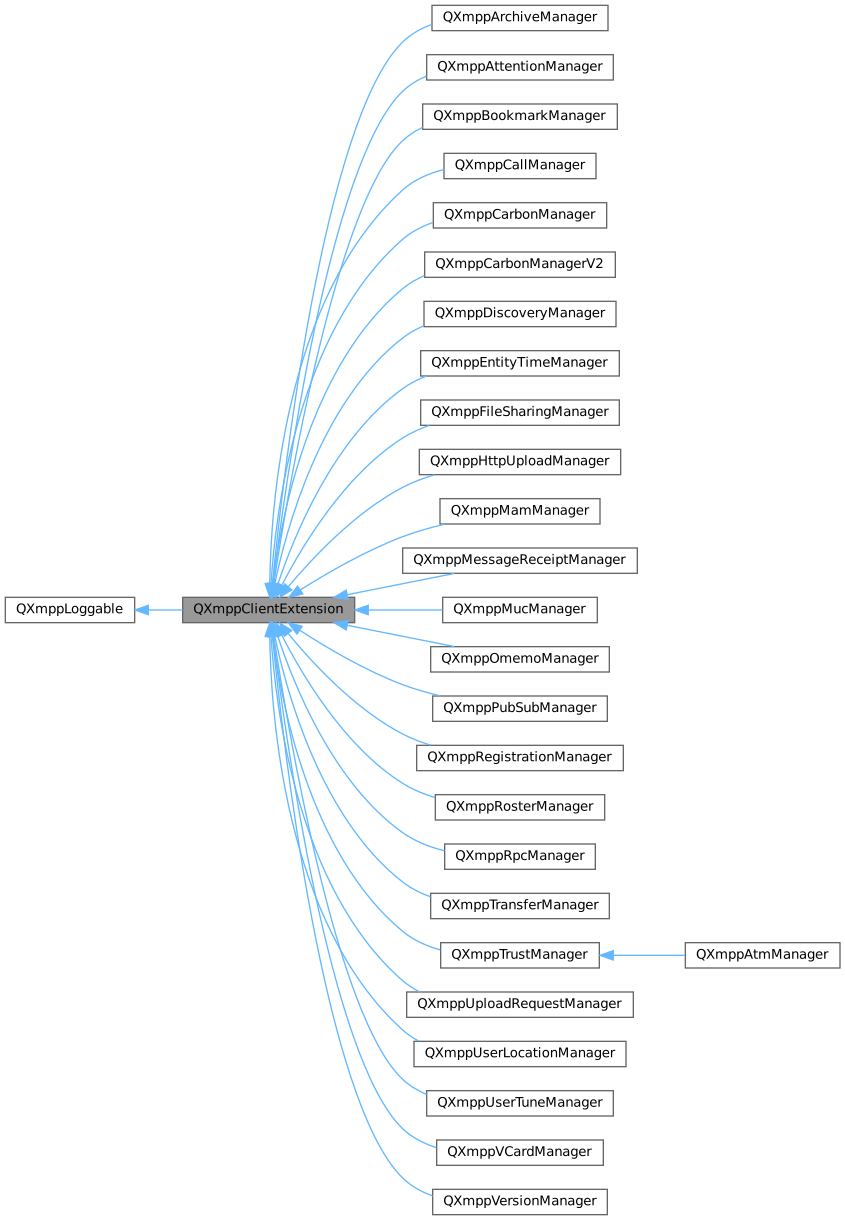 QXmppArchiveManager
QXmppAttentionManager
QXmppBookmarkManager
QXmppCallManager
QXmppCarbonManager
QXmppCarbonManagerV2
QXmppDiscoveryManager
QXmppEntityTimeManager
QXmppFileSharingManager
QXmppHttpUploadManager
QXmppMamManager
QXmppMessageReceiptManager
QXmppLoggable
QXmppClientExtension
QXmppMucManager
QXmppOmemoManager
QXmppPubSubManager
QXmppRegistrationManager
QXmppRosterManager
QXmppRpcManager
QXmppTransferManager
QXmppTrustManager
QXmppAtmManager
QXmppUploadRequestManager
QXmppUserLocationManager
QXmppUserTuneManager
QXmppVCardManager
QXmppVersionManager